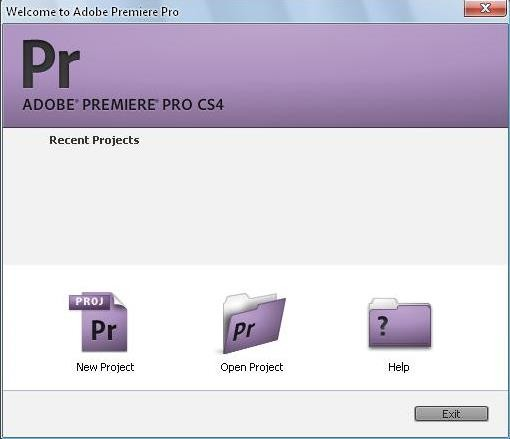 Welcome to Adobe Premiere Pro
Pr
ADOBE® PREMIERE® PRO CS4
Recent Projects
PROJ
Pr
Pr
?
New Project
Open Project
Help
Exit